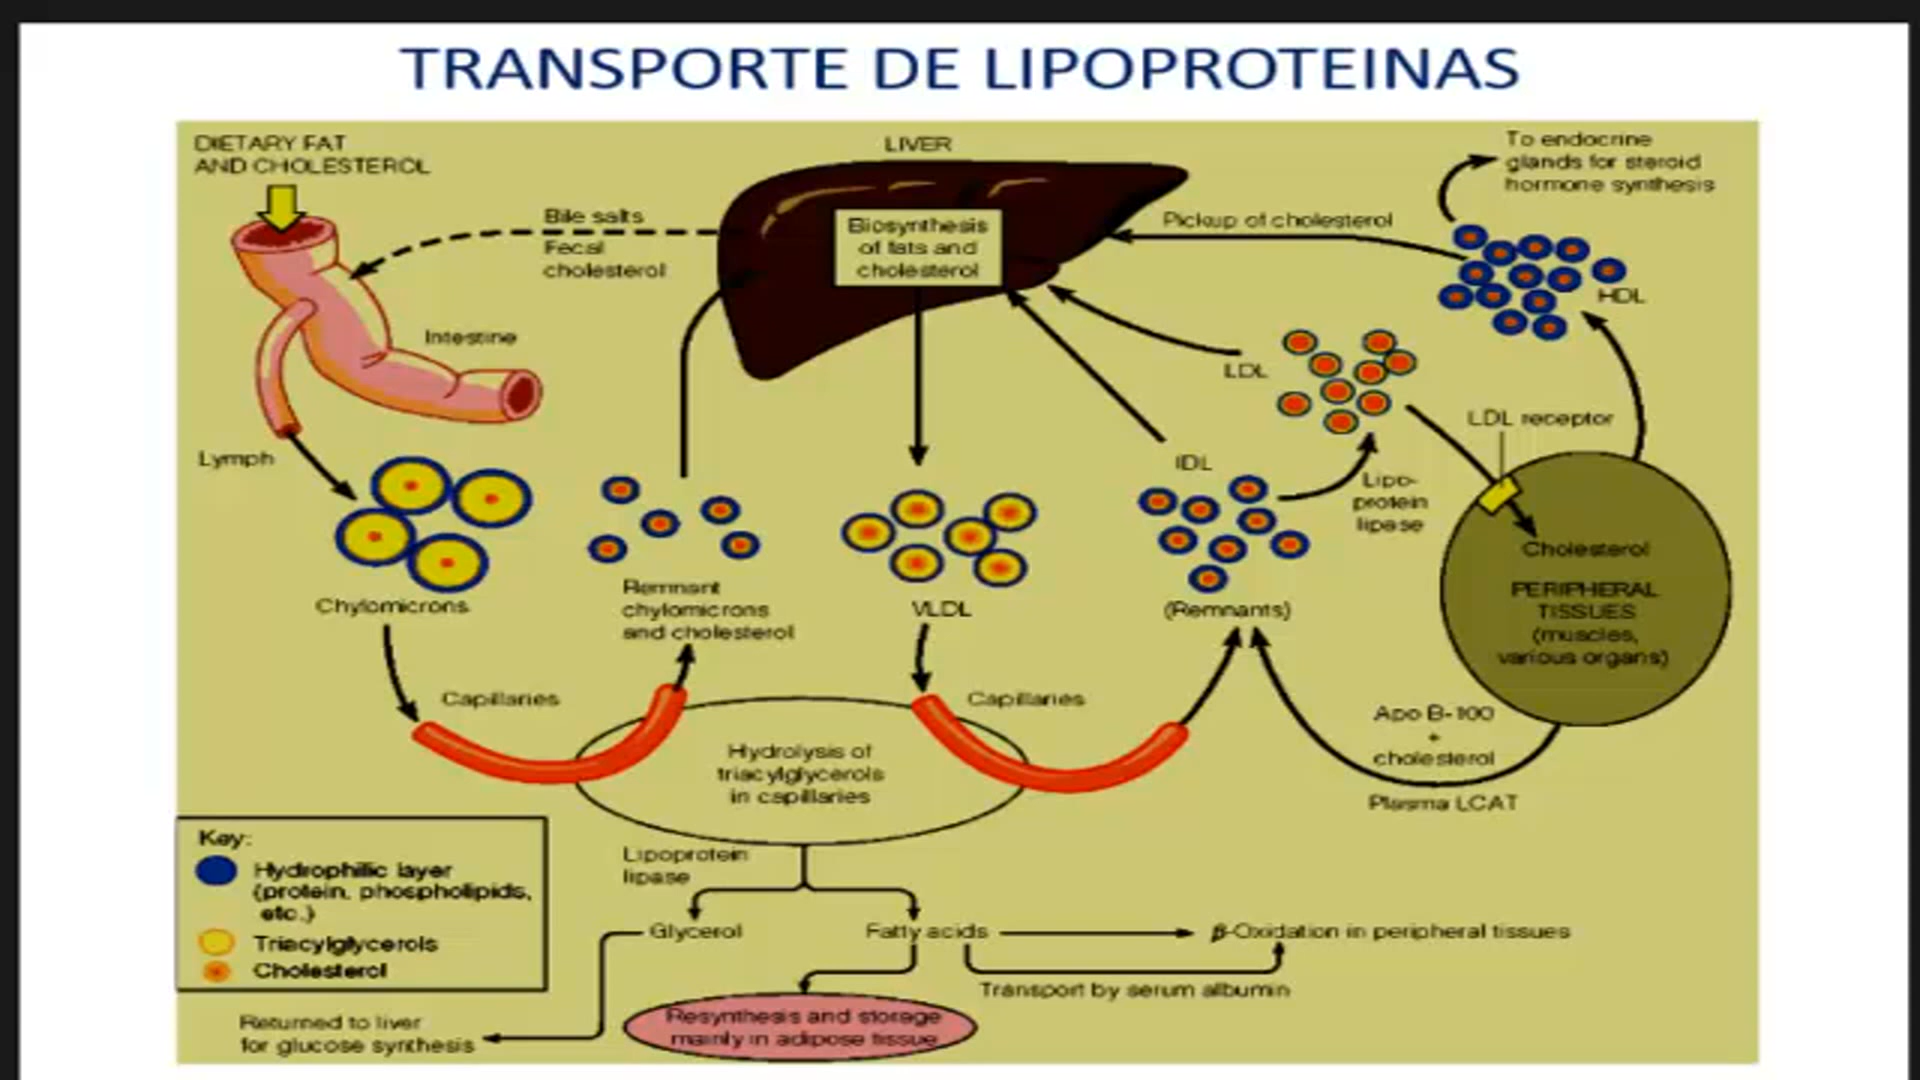 TRANSPORTE DE LIPOPROTEINAS
DIETARY FAT
AND CHOLESTEROL
LIVER
To endocrine
glands for steroid
hormone synthesis
Bile salts
Fecal
cholesterol
Biosynthesis
of fats and
cholesterol
Pickup of cholesterol
HDL
Intestine
LDL
LDL receptor
Lymph
IDL
Lipo-
protein
lipase
Cholesterol
PERIPHERAL
TISSUES
(muscles,
various organs)
Chylomicrons
Remnant
chylomicrons
and cholesterol
VLDL
(Remnants)
Capillaries
Capillaries
Apo B-100
+
cholesterol
Plasma LCAT
Hydrolysis of
triacylglycerols
in capillaries
Key:
Hydrophillic layer
(protein, phospholipids,
etc.)
Triacylglycerols
Cholesterol
Lipoprotein
lipase
Glycerol
Fatty acids
β-Oxidation in peripheral tissues
Transport by serum albumin
Returned to liver
for glucose synthesis
Resynthesis and storage
mainly in adipose tissue